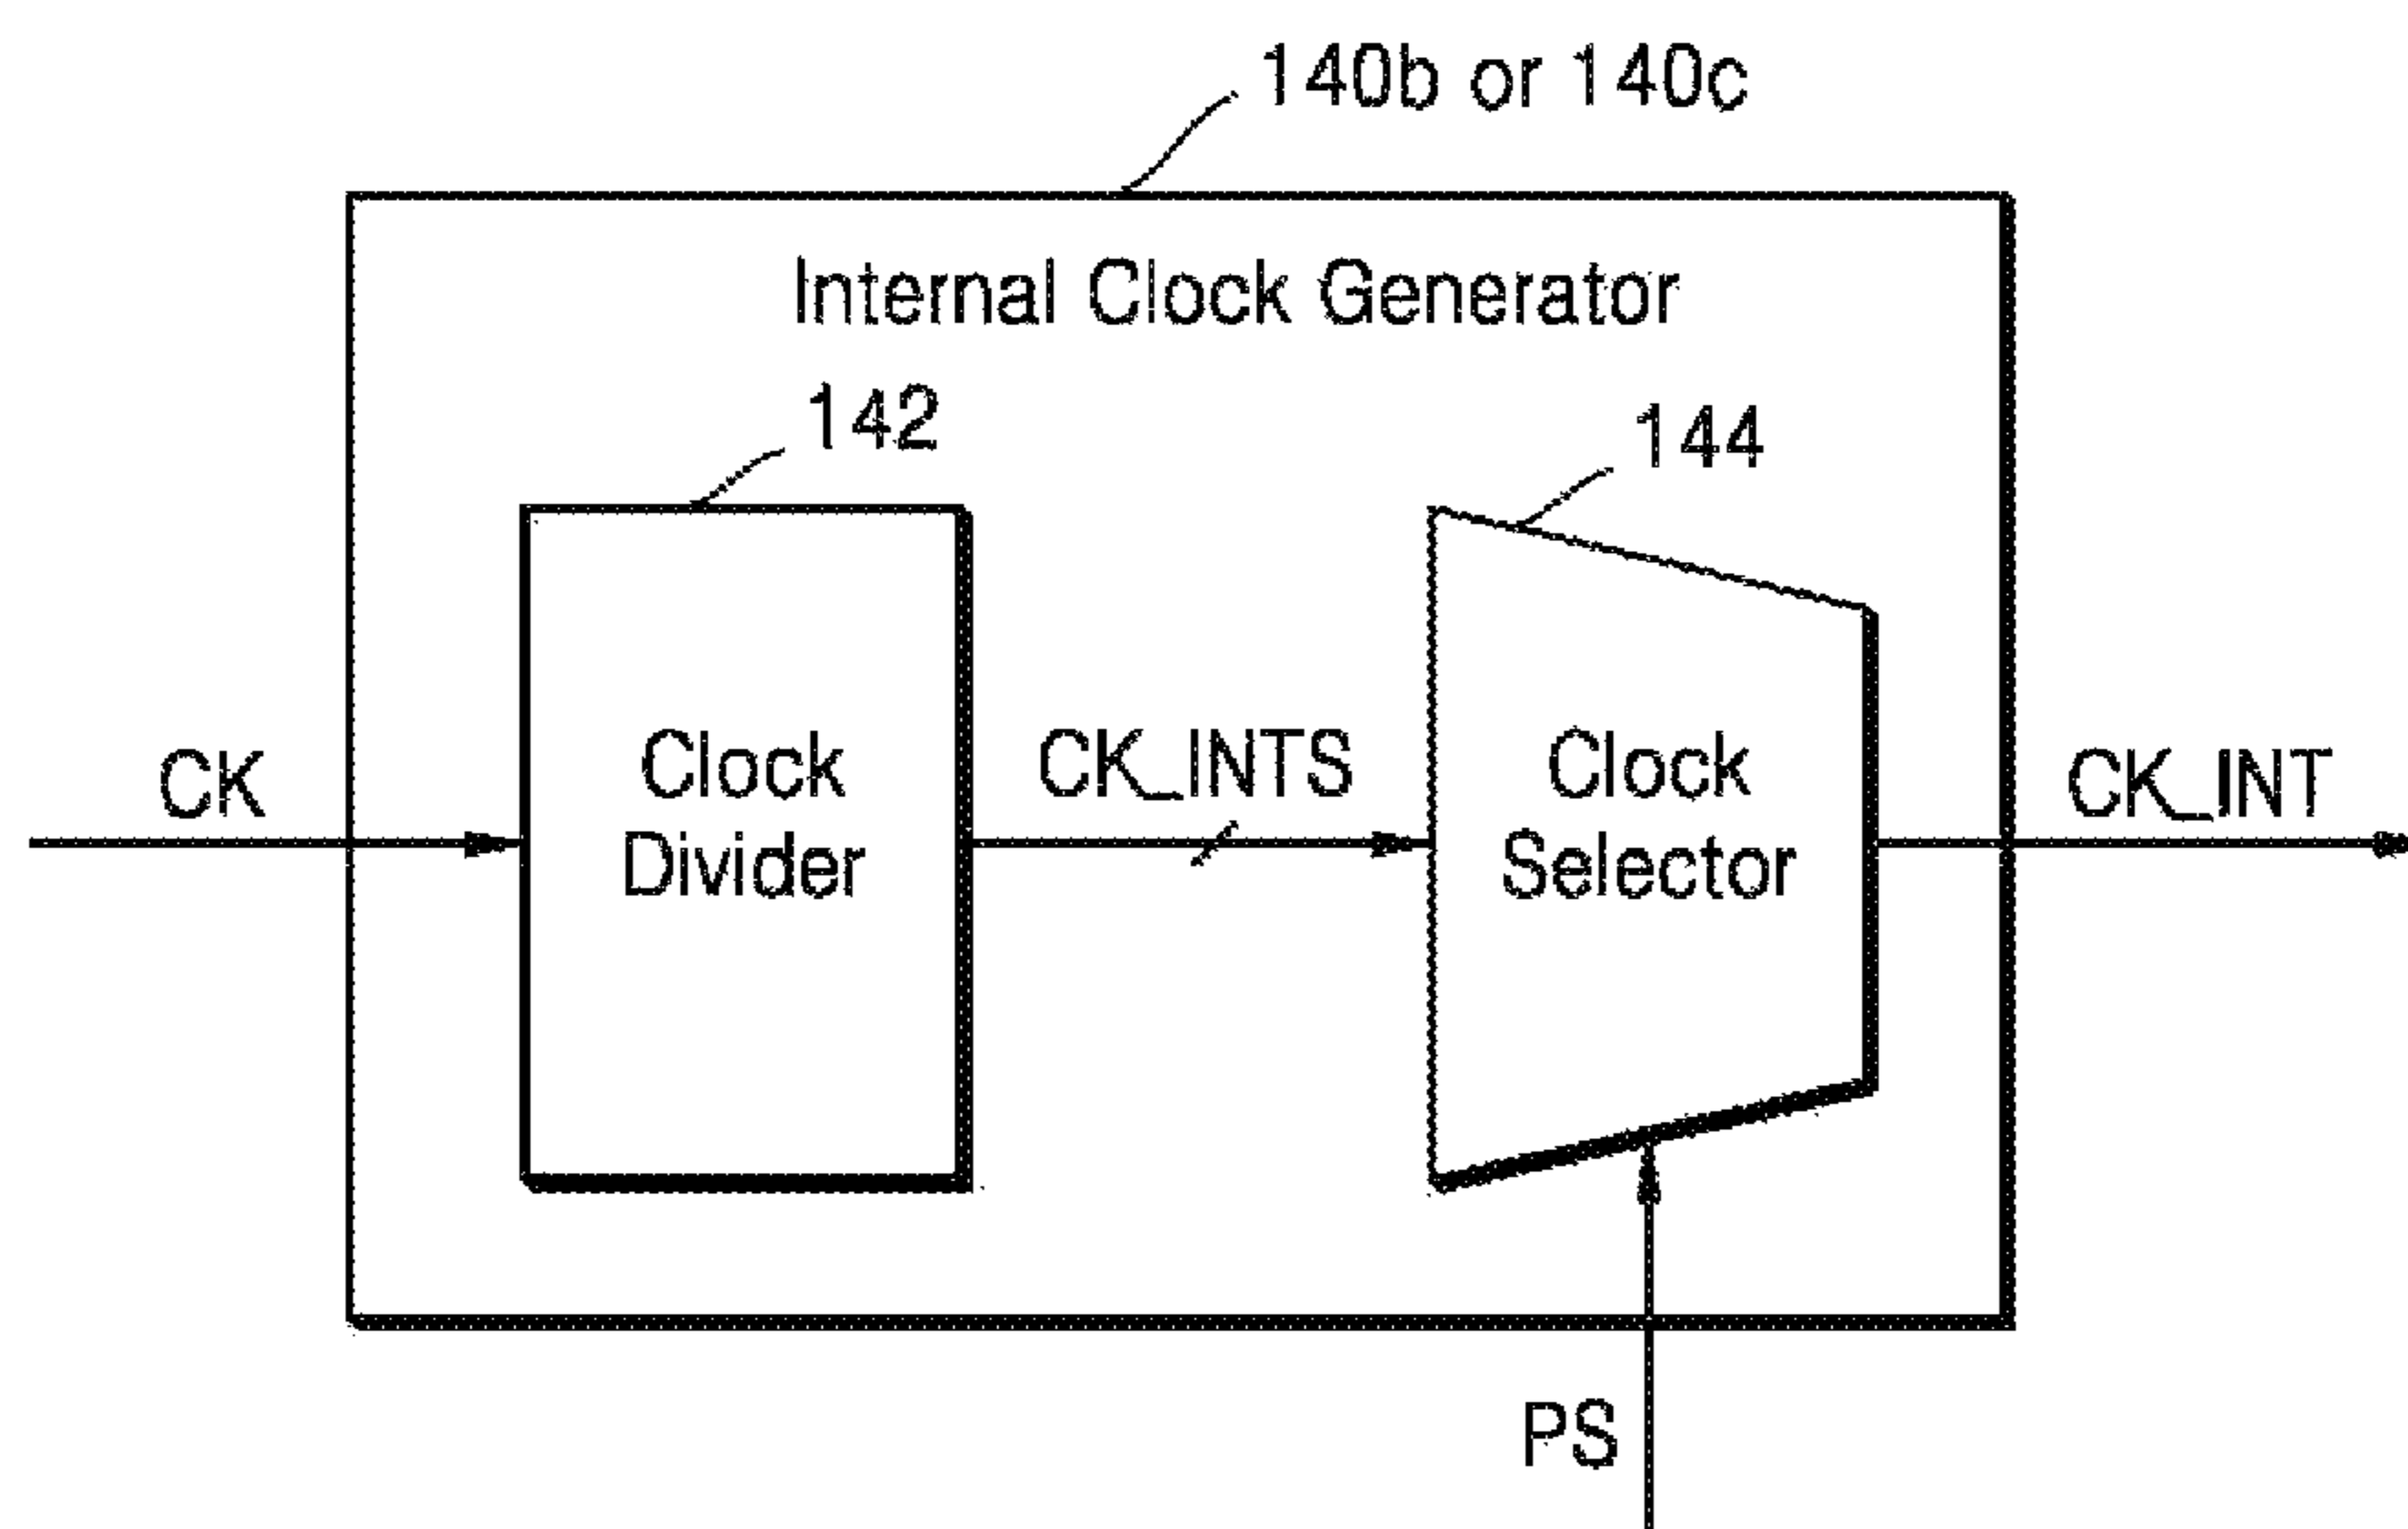 140b or 140c
Internal Clock Generator
142
144
CK
Clock
Divider
CK_INTS
Clock
Selector
CK_INT
PS